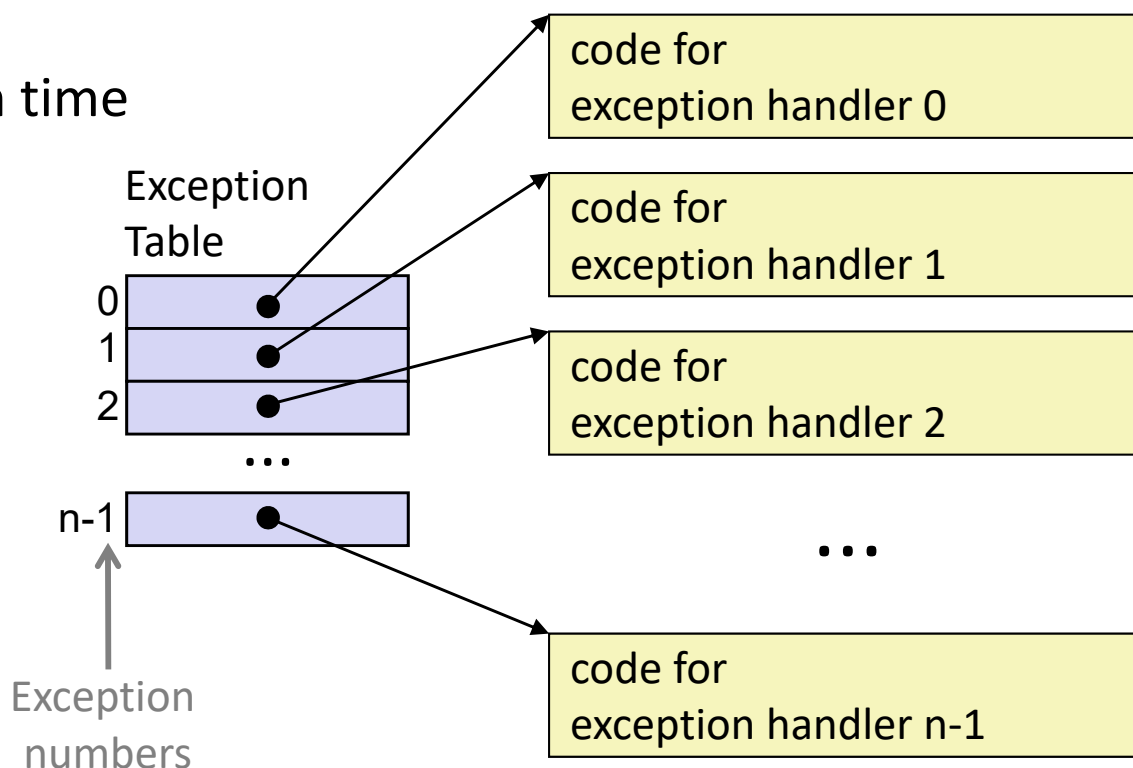 n time
Exception
Table
0
1
2
...
n-1
Exception
numbers
code for
exception handler 0
code for
exception handler 1
code for
exception handler 2
...
code for
exception handler n-1